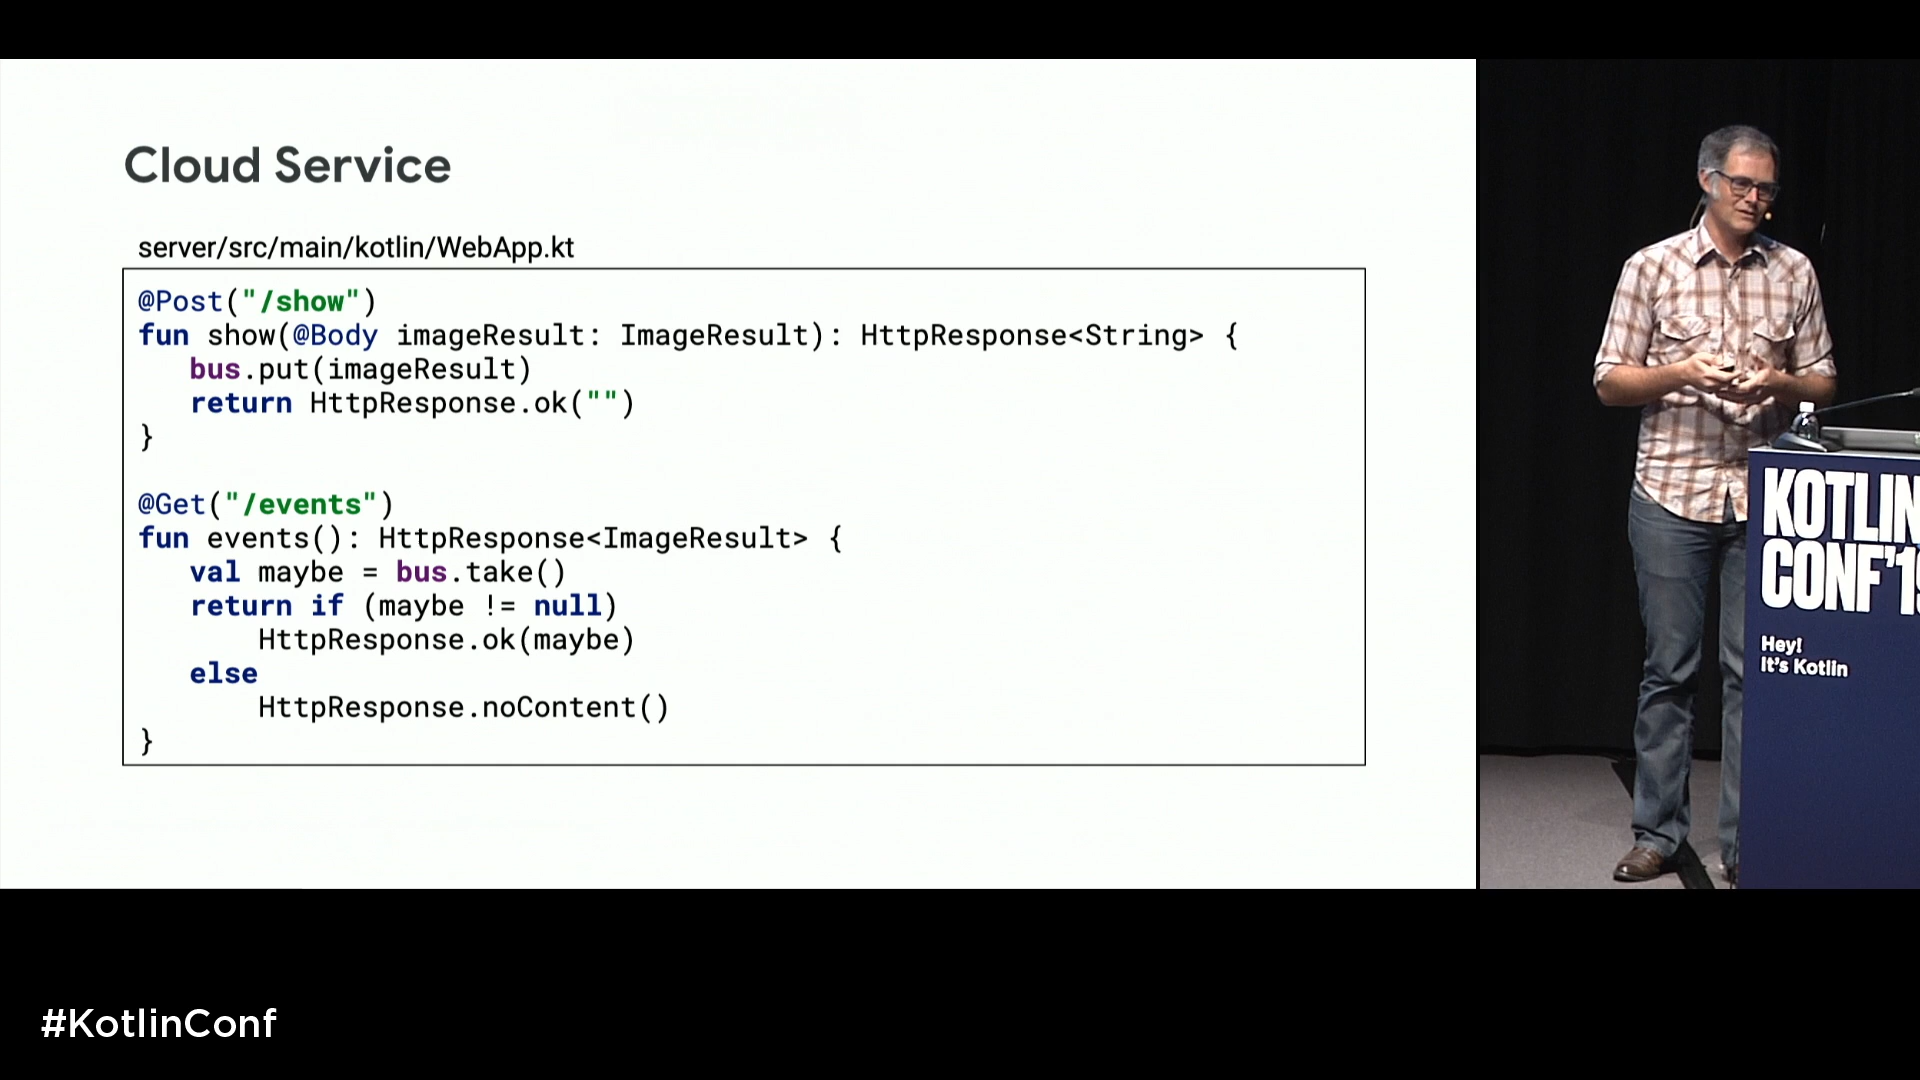 Cloud Service
server/src/main/kotlin/WebApp.kt
@Post("/show")
fun show(@Body imageResult: ImageResult): HttpResponse<String> {
   bus.put(imageResult)
   return HttpResponse.ok("")
}

@Get("/events")
fun events(): HttpResponse<ImageResult> {
   val maybe = bus.take()
   return if (maybe != null)
       HttpResponse.ok(maybe)
   else
       HttpResponse.noContent()
}
KOTLIN
CONF'19
Hey!
It's Kotlin
#KotlinConf